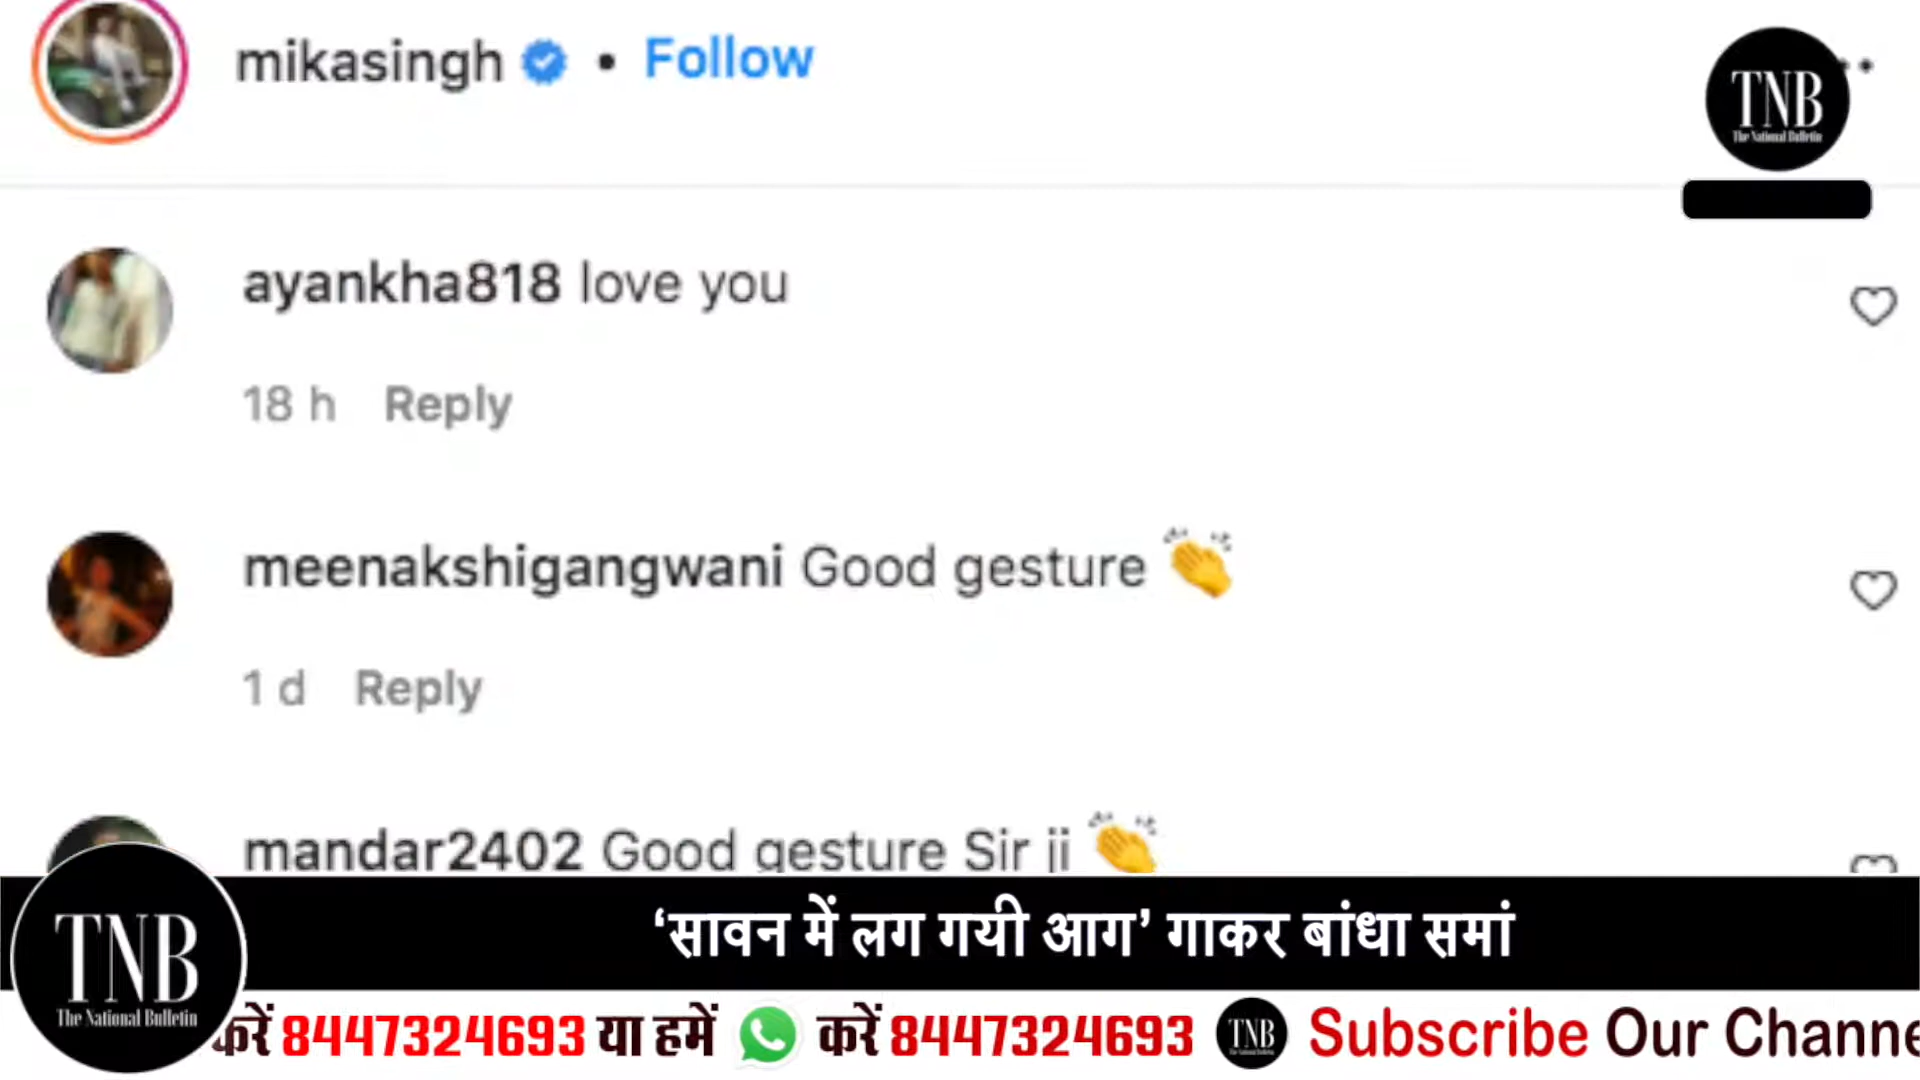 mikasingh • Follow
TNB
The National Bulletin
ayankha818 love you
18 h Reply
meenakshigangwani Good gesture 👏
1 d Reply
mandar2402 Good gesture Sir ji 👏
‘सावन में लग गयी आग’ गाकर बांधा समां
TNB
The National Bulletin
करें 8447324693 या हमें करें 8447324693 TNB Subscribe Our Channe